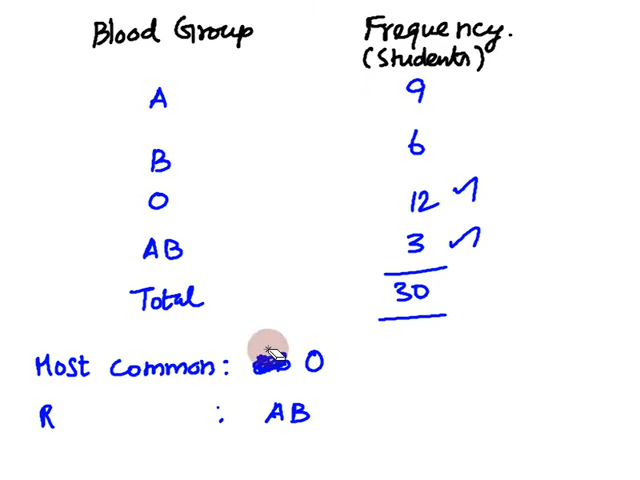 Blood Group Frequency.
(Students)
A 9
B 6
O 12
AB 3
Total 30
Most common: O
R : AB